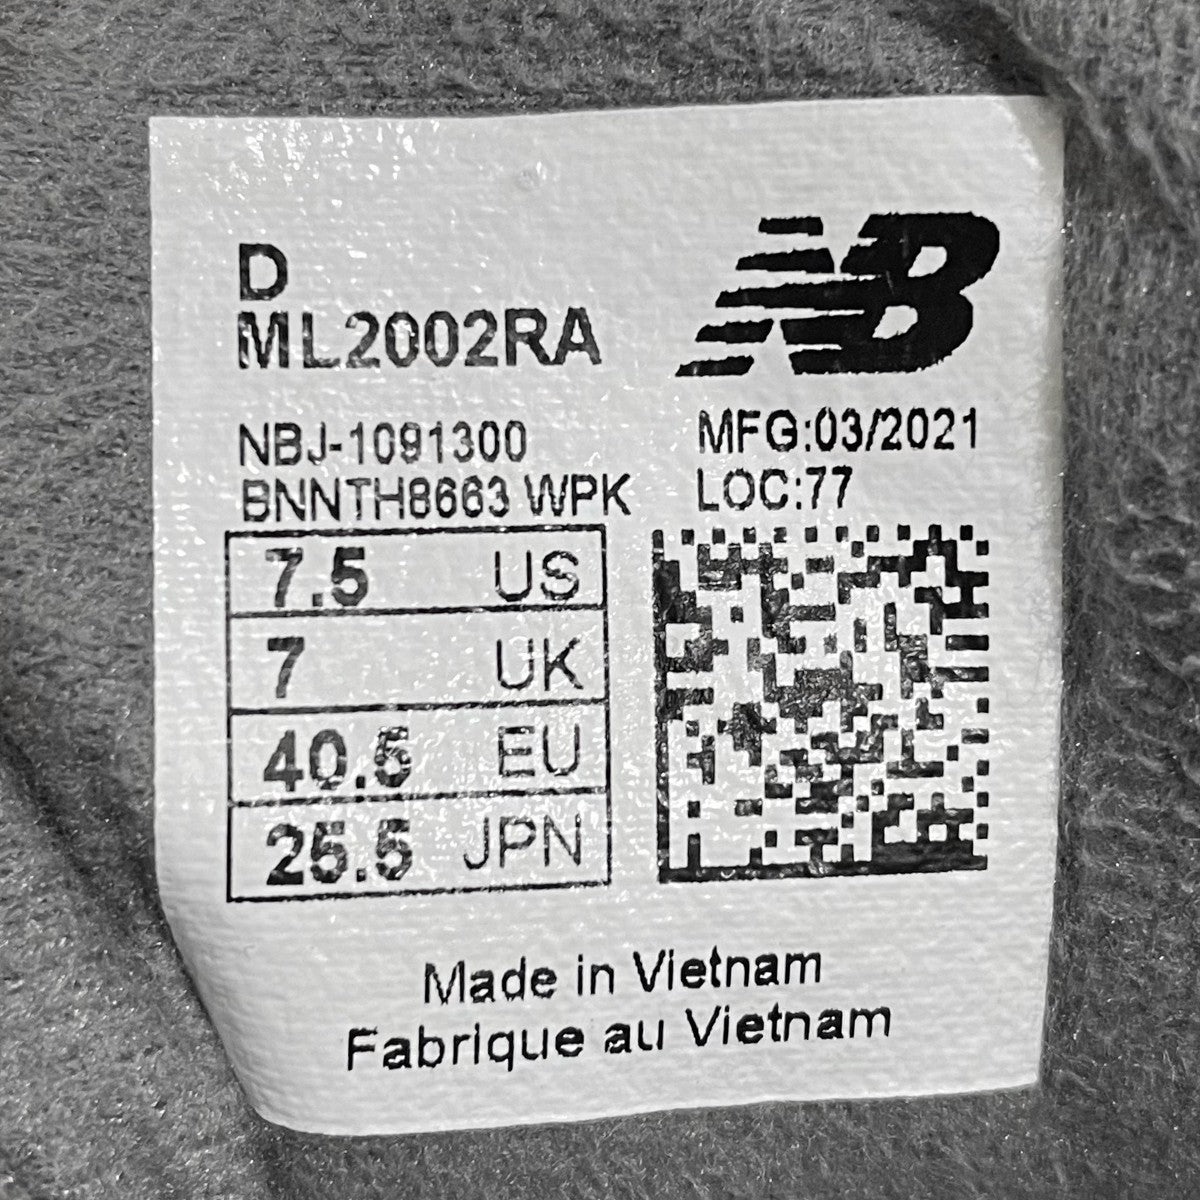 D
ML2002RA
NB
NBJ-1091300
BNNTH8663 WPK
MFG:03/2021
LOC:77
7.5 US
7 UK
40.5 EU
25.5 JPN
Made in Vietnam
Fabrique au Vietnam